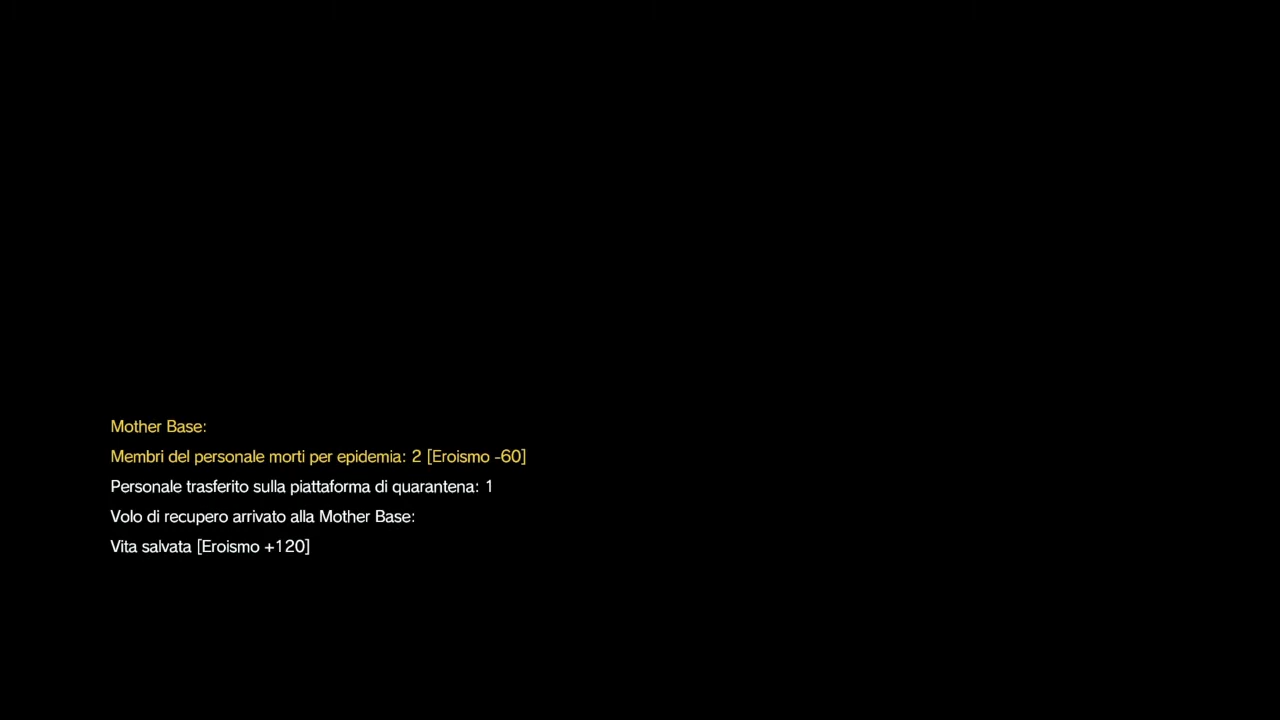 Mother Base:
Membri del personale morti per epidemia: 2 [Eroismo -60]
Personale trasferito sulla piattaforma di quarantena: 1
Volo di recupero arrivato alla Mother Base:
Vita salvata [Eroismo +120]